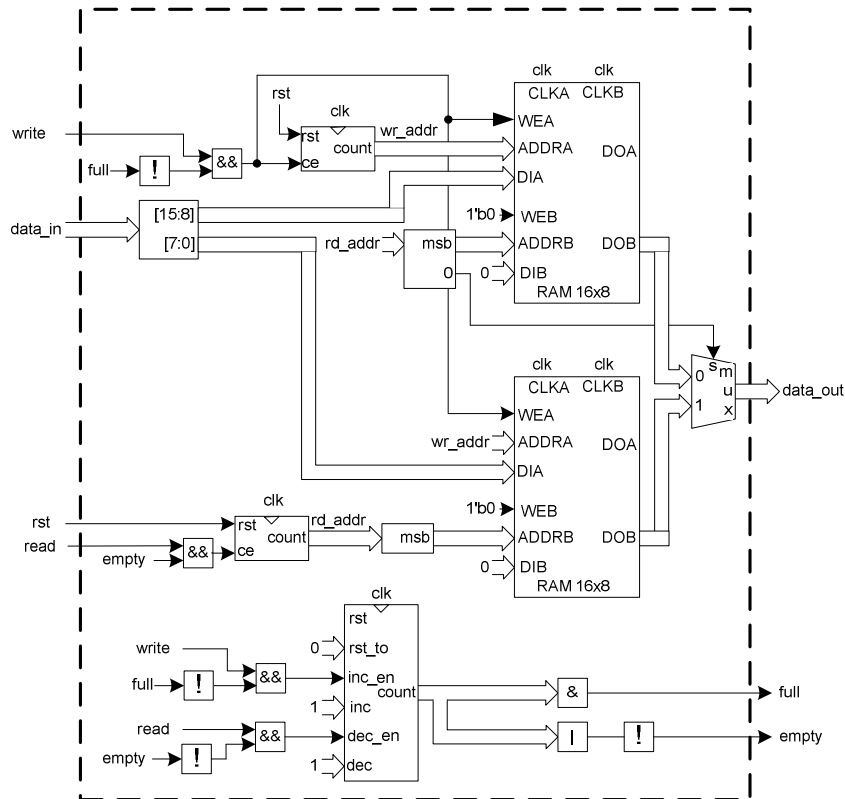 clk clk
CLKA CLKB
rst
clk
WEA
write
rst
wr_addr
count
ADDRA
DOA
full
!
&&
ce
DIA
[15:8]
1'b0
WEB
data_in
[7:0]
rd_addr
msb
ADDRB
DOB
0
0
DIB
RAM 16x8
clk clk
CLKA CLKB
s
m
u
x
0
1
data_out
WEA
wr_addr
ADDRA
DOA
DIA
clk
1'b0
WEB
rst
rst
rd_addr
count
msb
ADDRB
DOB
read
empty
&&
ce
0
DIB
RAM 16x8
clk
rst
write
0
rst_to
full
!
&&
inc_en
count
&
full
1
inc
read
empty
!
&&
dec_en
|
!
empty
1
dec